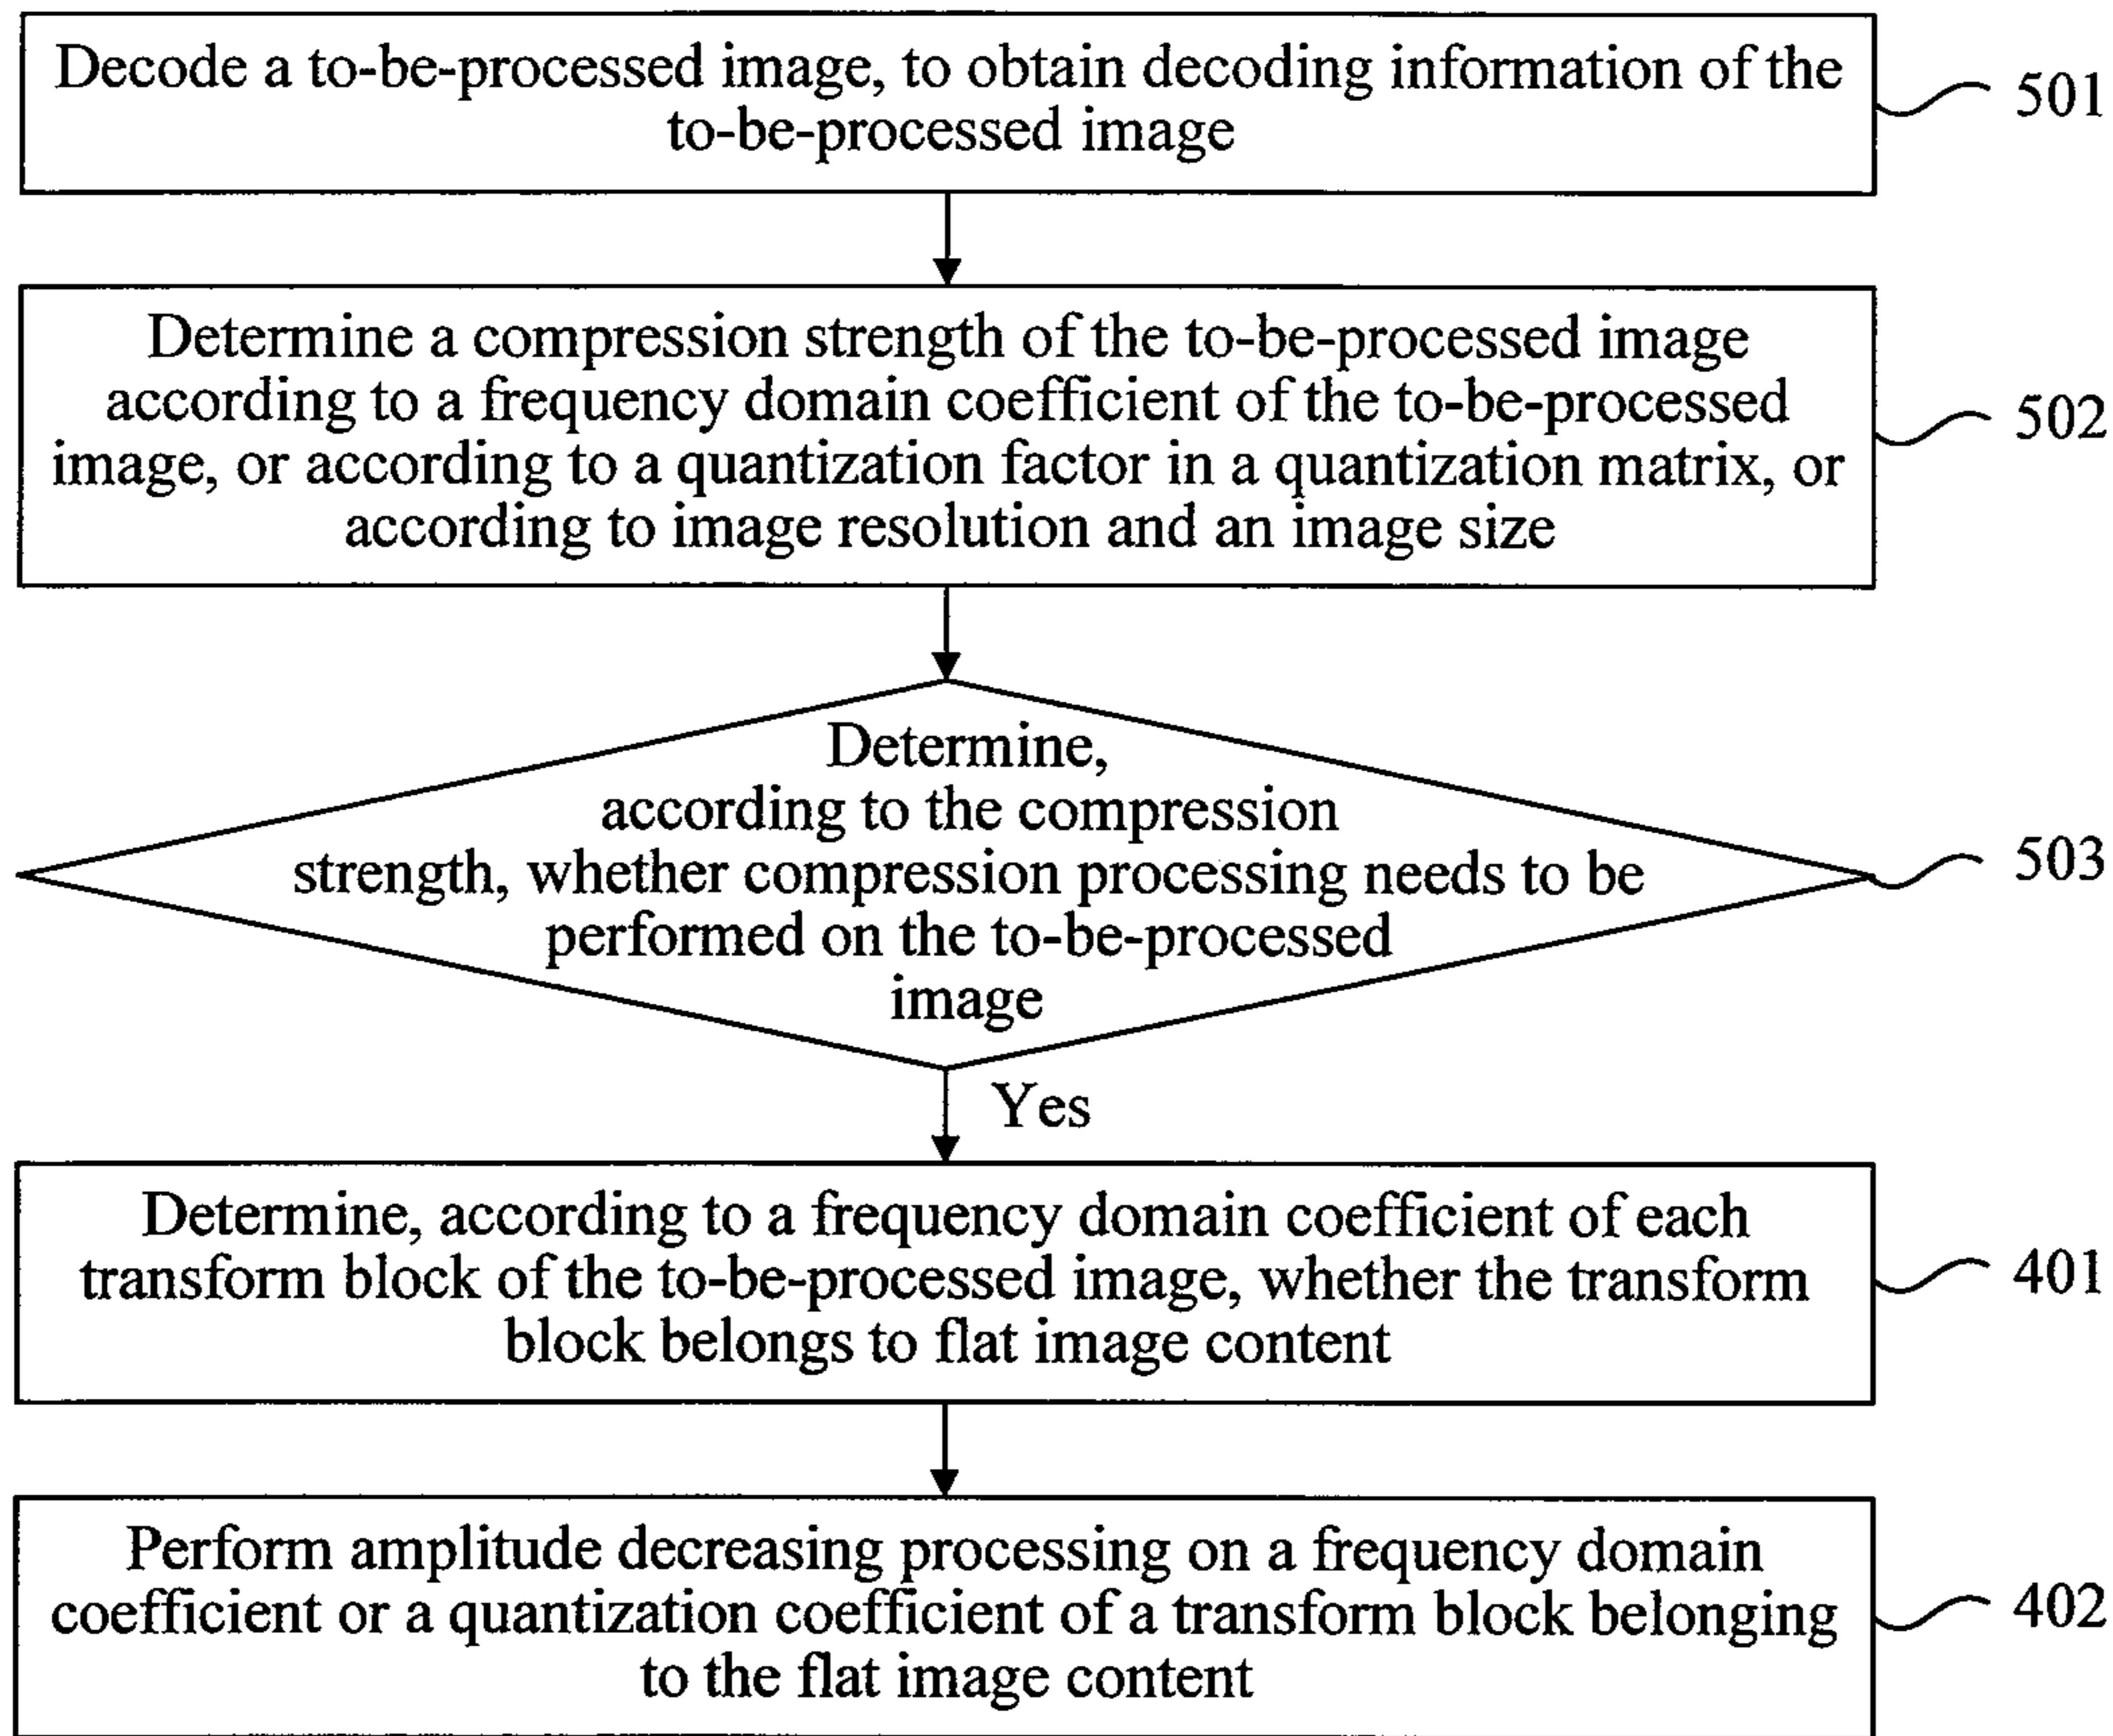 Decode a to-be-processed image, to obtain decoding information of the
to-be-processed image
501
Determine a compression strength of the to-be-processed image
according to a frequency domain coefficient of the to-be-processed
image, or according to a quantization factor in a quantization matrix, or
according to image resolution and an image size
502
Determine,
according to the compression
strength, whether compression processing needs to be
performed on the to-be-processed
image
503
Yes
Determine, according to a frequency domain coefficient of each
transform block of the to-be-processed image, whether the transform
block belongs to flat image content
401
Perform amplitude decreasing processing on a frequency domain
coefficient or a quantization coefficient of a transform block belonging
to the flat image content
402